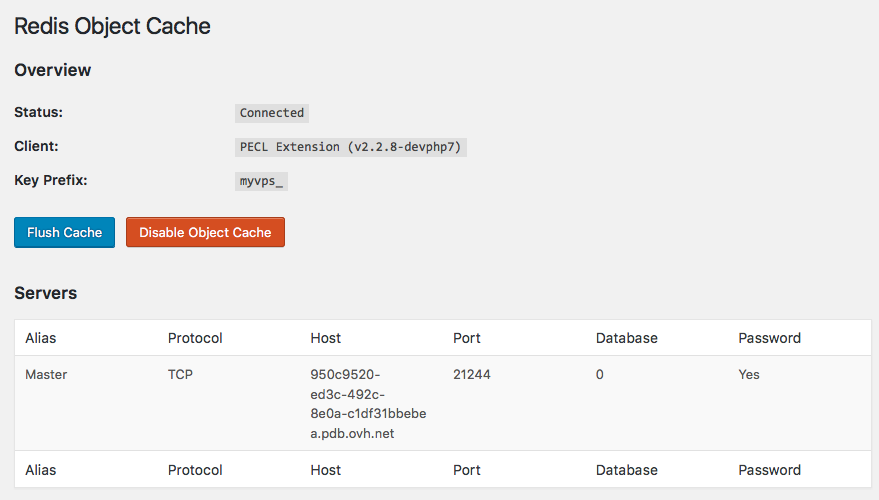 Redis Object Cache
Overview
Status: Connected
Client: PECL Extension (v2.2.8-devphp7)
Key Prefix: myvps_
Flush Cache Disable Object Cache
Servers
Alias Protocol Host Port Database Password
Master TCP 950c9520- 21244 0 Yes
ed3c-492c-
8e0a-c1df31bbebe
a.pdb.ovh.net
Alias Protocol Host Port Database Password